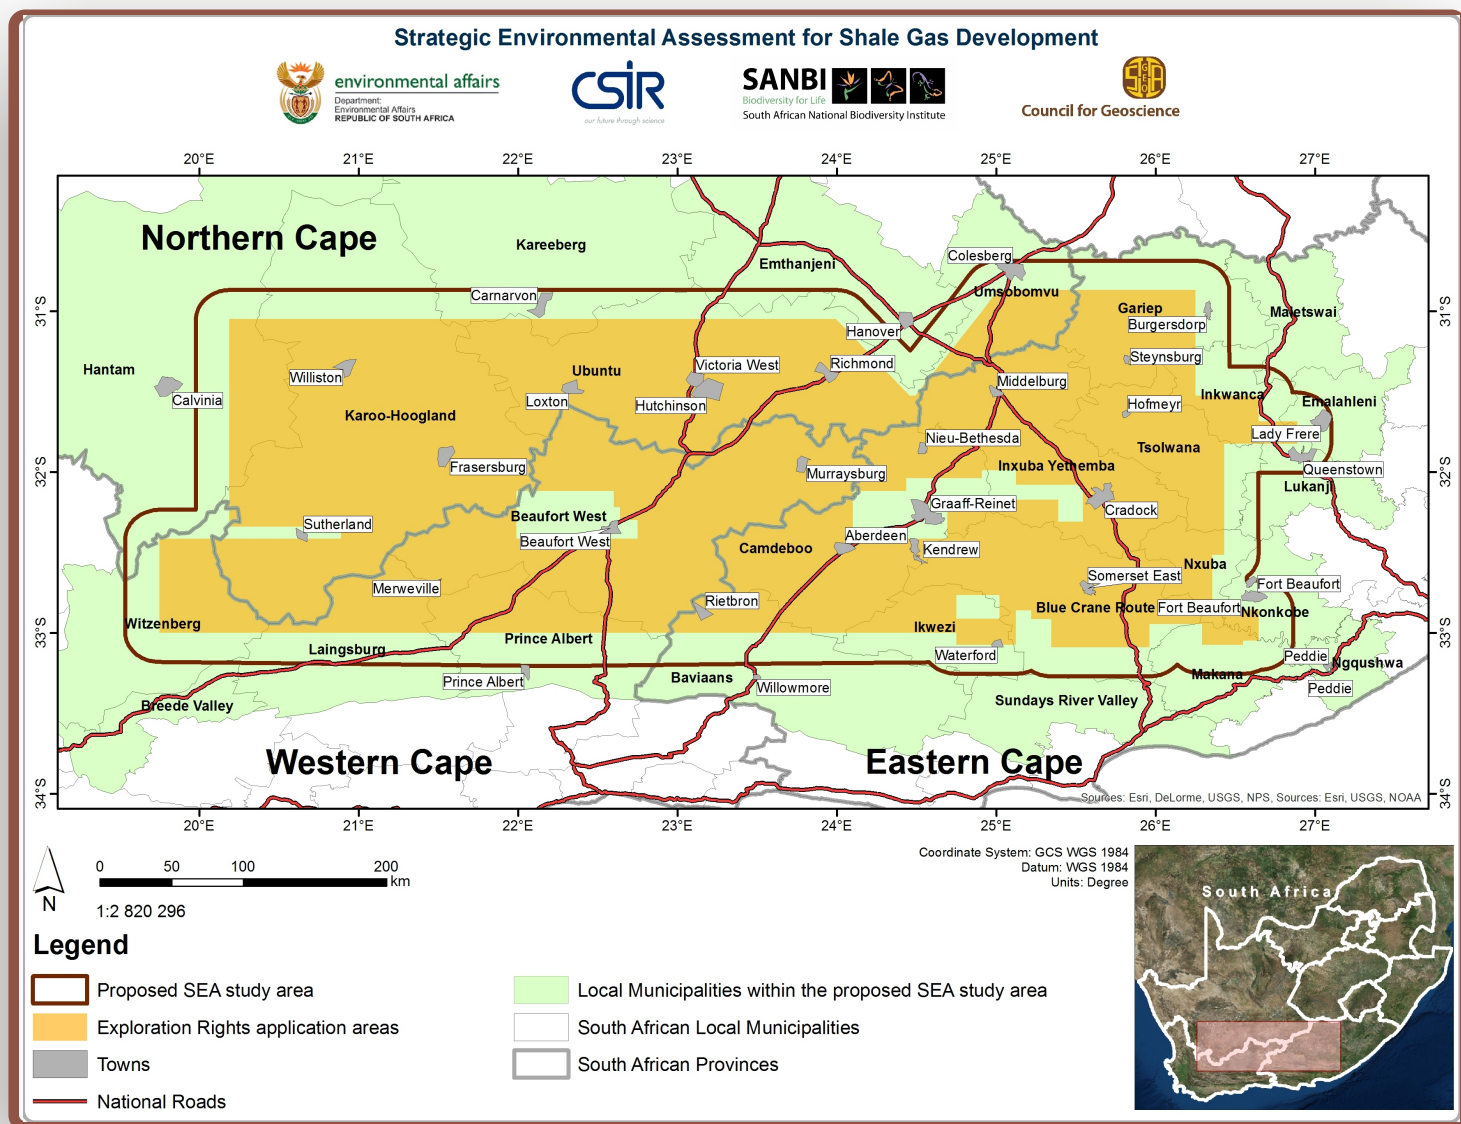 Strategic Environmental Assessment for Shale Gas Development
environmental affairs
Department:
Environmental Affairs
REPUBLIC OF SOUTH AFRICA
CSIR
our future through science
SANBI
Biodiversity for Life
South African National Biodiversity Institute
Council for Geoscience
20°E 21°E 22°E 23°E 24°E 25°E 26°E 27°E
Northern Cape
Kareeberg
Emthanjeni
Colesberg
Umsobomvu
Carnarvon
31°S
Gariep
Burgersdorp
Maletswai
31°S
Hanover
Hantam
Williston
Ubuntu
Victoria West
Richmond
Steynsburg
Calvinia
Loxton
Hutchinson
Middelburg
Inkwanca
Emalahleni
Karoo-Hoogland
Hofmeyr
Lady Frere
Nieu-Bethesda
Tsolwana
Frasersburg
Murraysburg
Inxuba Yethemba
Queenstown
32°S
Lukanji
32°S
Sutherland
Beaufort West
Beaufort West
Graaff-Reinet
Cradock
Aberdeen
Camdeboo
Kendrew
Nxuba
Merweville
Somerset East
Fort Beaufort
Rietbron
Blue Crane Route
Fort Beaufort
Nkonkobe
Witzenberg
Ikwezi
33°S
Prince Albert
33°S
Laingsburg
Waterford
Peddie
Ngqushwa
Prince Albert
Baviaans
Willowmore
Makana
Peddie
Breede Valley
Sundays River Valley
Western Cape
Eastern Cape
34°S
34°S
Sources: Esri, DeLorme, USGS, NPS, Sources: Esri, USGS, NOAA
20°E 21°E 22°E 23°E 24°E 25°E 26°E 27°E
N
0 50 100 200
km
1:2 820 296
Coordinate System: GCS WGS 1984
Datum: WGS 1984
Units: Degree
South Africa
Legend
Proposed SEA study area
Exploration Rights application areas
Towns
National Roads
Local Municipalities within the proposed SEA study area
South African Local Municipalities
South African Provinces